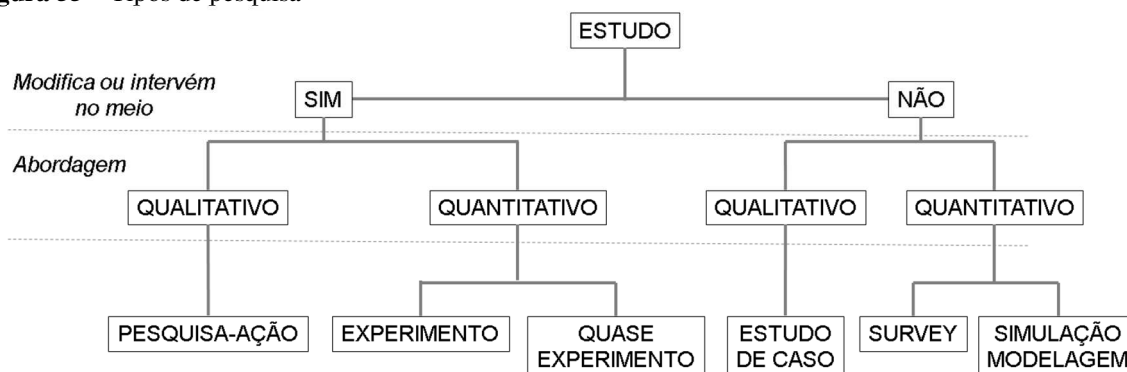 Tipos de pesquisa
ESTUDO
Modifica ou intervém
no meio
SIM
NÃO
Abordagem
QUALITATIVO
QUANTITATIVO
QUALITATIVO
QUANTITATIVO
PESQUISA-AÇÃO
EXPERIMENTO
QUASE
EXPERIMENTO
ESTUDO
DE CASO
SURVEY
SIMULAÇÃO
MODELAGEM